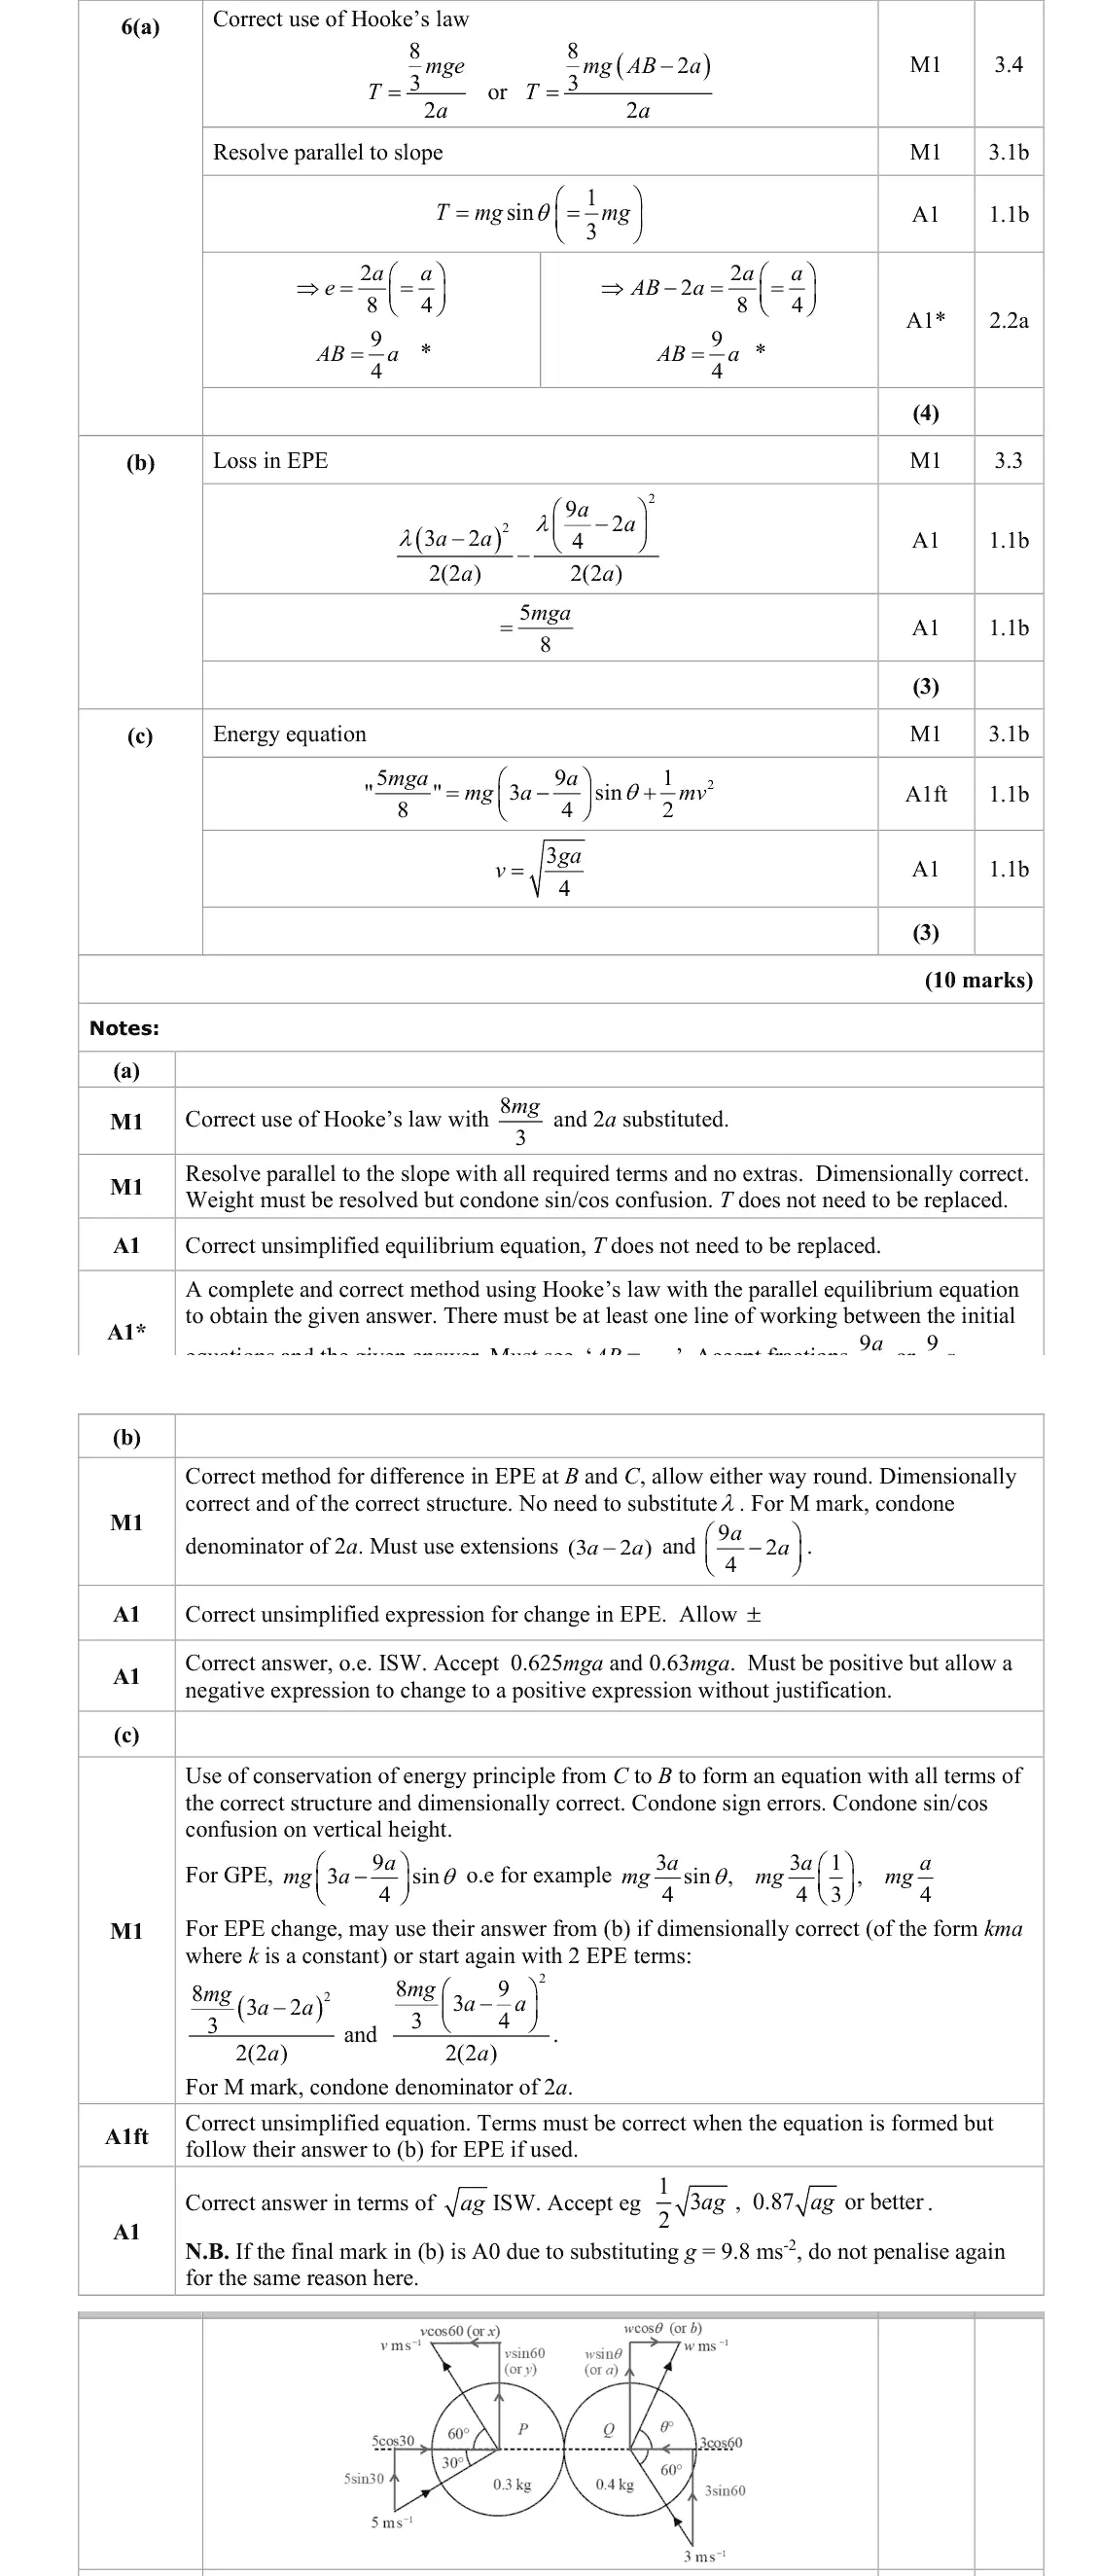 6(a) Correct use of Hooke's law M1 3.4
T = (8/3 mge)/2a or T = (8/3 mg(AB − 2a))/2a
Resolve parallel to slope M1 3.1b
T = mg sin θ (= 1/3 mg) A1 1.1b
⇒ e = 2a/8 (= a/4) ⇒ AB − 2a = 2a/8 (= a/4) A1* 2.2a
AB = 9/4 a * AB = 9/4 a *
(4)
(b) Loss in EPE M1 3.3
λ(3a − 2a)²/2(2a) − λ(9a/4 − 2a)²/2(2a) A1 1.1b
= 5mga/8 A1 1.1b
(3)
(c) Energy equation M1 3.1b
"5mga/8" = mg(3a − 9a/4) sin θ + 1/2 mv² A1ft 1.1b
v = √(3ga/4) A1 1.1b
(3)
(10 marks)
Notes:
(a)
M1 Correct use of Hooke's law with 8mg/3 and 2a substituted.
M1 Resolve parallel to the slope with all required terms and no extras. Dimensionally correct.
Weight must be resolved but condone sin/cos confusion. T does not need to be replaced.
A1 Correct unsimplified equilibrium equation, T does not need to be replaced.
A1* A complete and correct method using Hooke's law with the parallel equilibrium equation
to obtain the given answer. There must be at least one line of working between the initial
equations and the given answer. Must see 'AB = ...'. Accept fractions 9a or 9
(b)
M1 Correct method for difference in EPE at B and C, allow either way round. Dimensionally
correct and of the correct structure. No need to substitute λ . For M mark, condone
denominator of 2a. Must use extensions (3a − 2a) and (9a/4 − 2a).
A1 Correct unsimplified expression for change in EPE. Allow ±
A1 Correct answer, o.e. ISW. Accept 0.625mga and 0.63mga. Must be positive but allow a
negative expression to change to a positive expression without justification.
(c)
M1 Use of conservation of energy principle from C to B to form an equation with all terms of
the correct structure and dimensionally correct. Condone sign errors. Condone sin/cos
confusion on vertical height.
For GPE, mg(3a − 9a/4) sin θ o.e for example mg 3a/4 sin θ, mg 3a/4 (1/3), mg a/4
For EPE change, may use their answer from (b) if dimensionally correct (of the form kma
where k is a constant) or start again with 2 EPE terms:
(8mg/3)(3a − 2a)²/2(2a) and (8mg/3)(3a − 9/4 a)²/2(2a).
For M mark, condone denominator of 2a.
A1ft Correct unsimplified equation. Terms must be correct when the equation is formed but
follow their answer to (b) for EPE if used.
A1 Correct answer in terms of √ag ISW. Accept eg 1/2 √3ag , 0.87√ag or better .
N.B. If the final mark in (b) is A0 due to substituting g = 9.8 ms⁻², do not penalise again
for the same reason here.
vcos60 (or x) wcosθ (or b)
v ms⁻¹ w ms⁻¹
vsin60 wsinθ
(or y) (or a)
60° P Q θ°
5cos30 3cos60
30° 60°
5sin30 0.3 kg 0.4 kg 3sin60
5 ms⁻¹
3 ms⁻¹